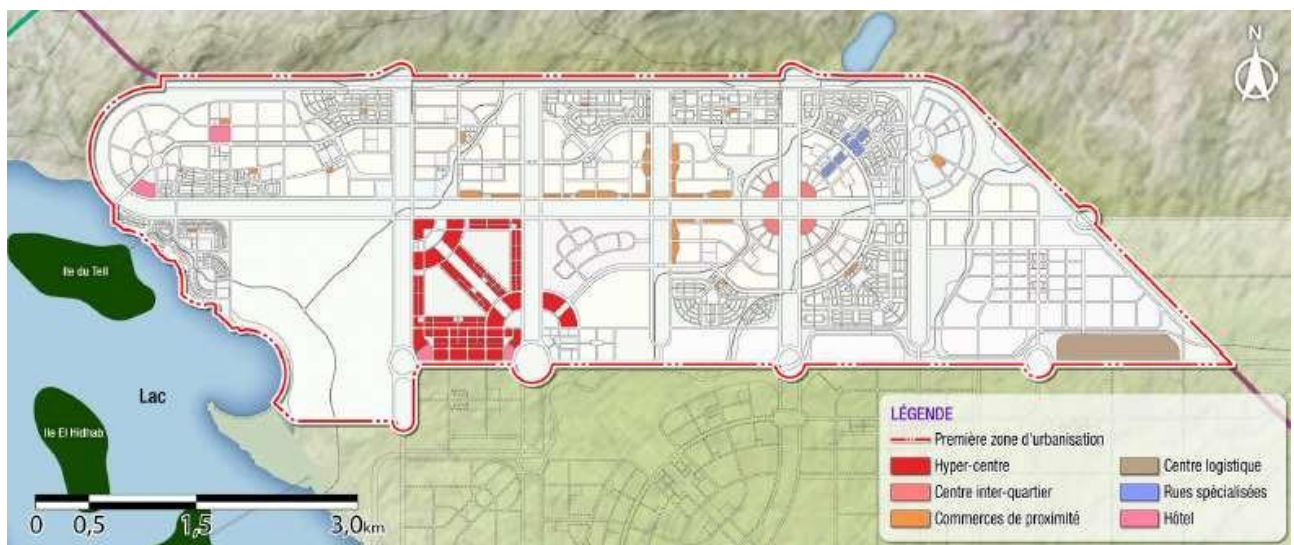 N
Ile du Tell
Lac
Ile El Hidhab
0 0,5 1,5 3,0km
LÉGENDE
Première zone d'urbanisation
Hyper-centre
Centre inter-quartier
Commerces de proximité
Centre logistique
Rues spécialisées
Hôtel